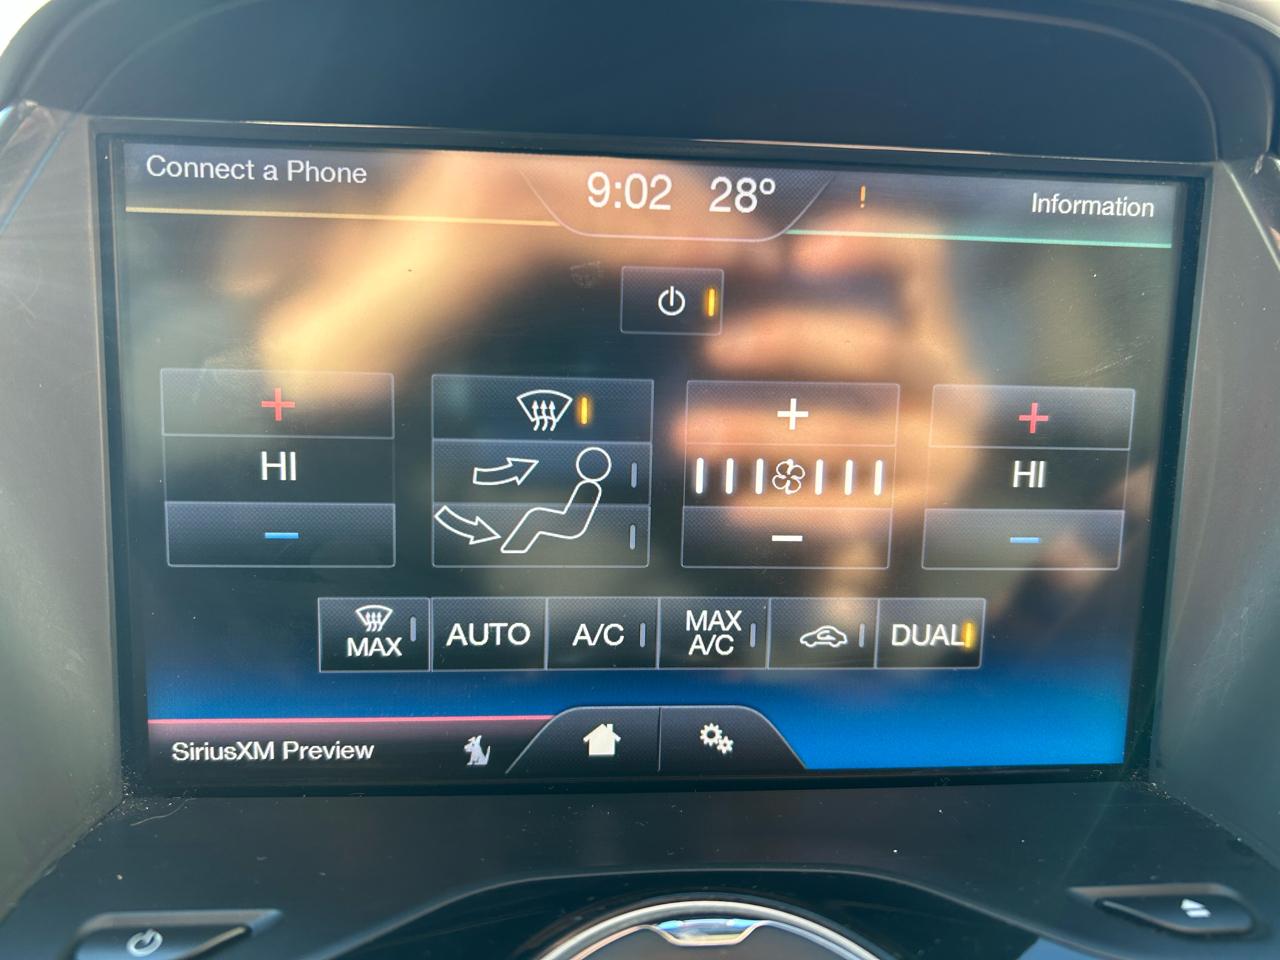 Connect a Phone
9:02 28°
!
Information
HI
HI
MAX
AUTO
A/C
MAX
A/C
DUAL
SiriusXM Preview